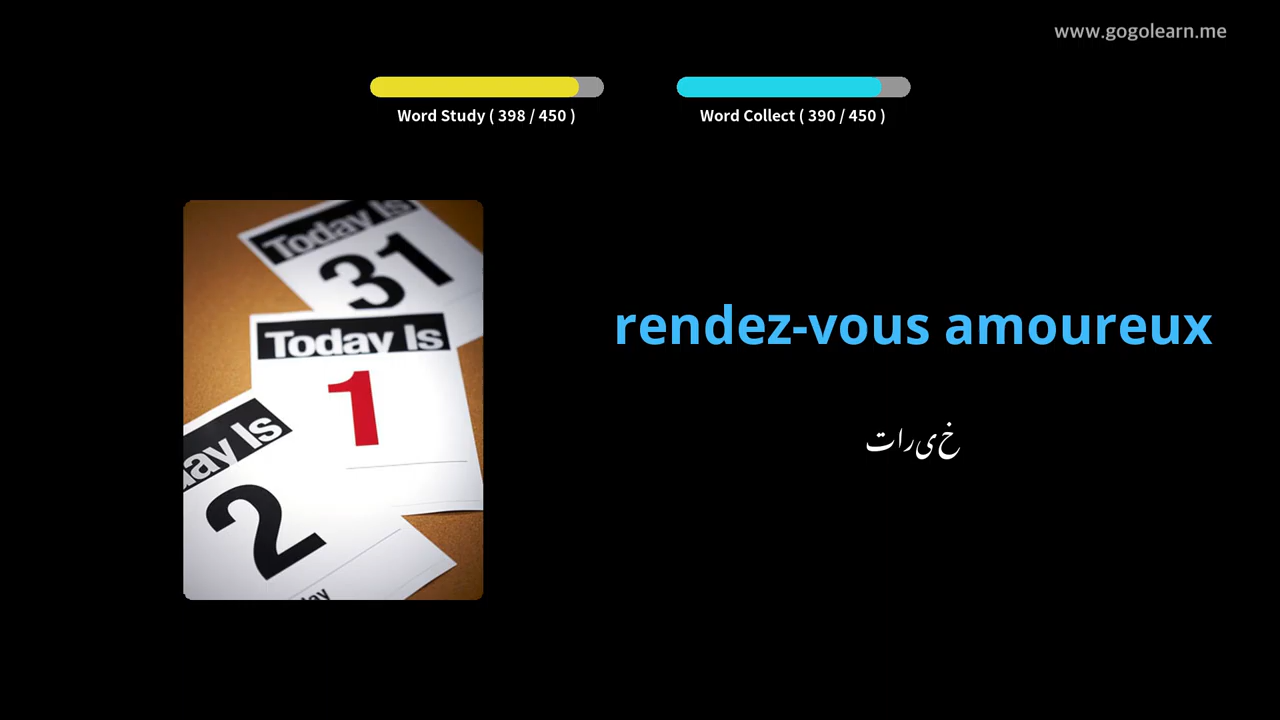 www.gogolearn.me
Word Study ( 398 / 450 )
Word Collect ( 390 / 450 )
Today Is
31
Today Is
1
ay Is
2
rendez-vous amoureux
خ‌ی‌رات